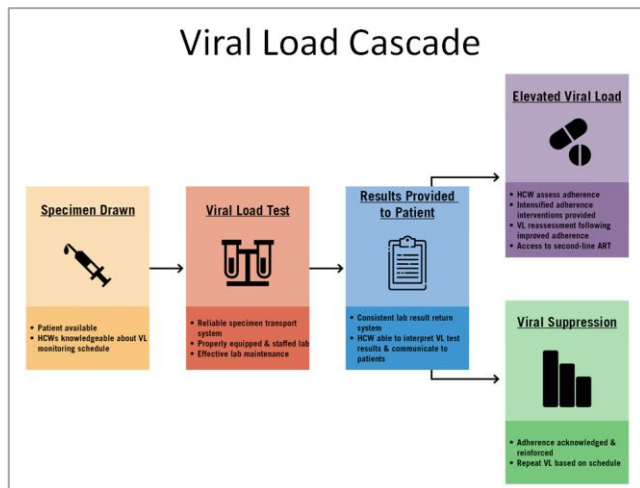 Viral Load Cascade
Specimen Drawn
• Patient available
• HCWs knowledgeable about VL
monitoring schedule
Viral Load Test
• Reliable specimen transport
system
• Properly equipped & staffed lab
• Effective lab maintenance
Results Provided
to Patient
• Consistent lab result return
system
• HCW able to interpret VL test
results & communicate to
patients
Elevated Viral Load
• HCW assess adherence
• Intensified adherence
interventions provided
• VL reassessment following
improved adherence
• Access to second-line ART
Viral Suppression
• Adherence acknowledged &
reinforced
• Repeat VL based on schedule